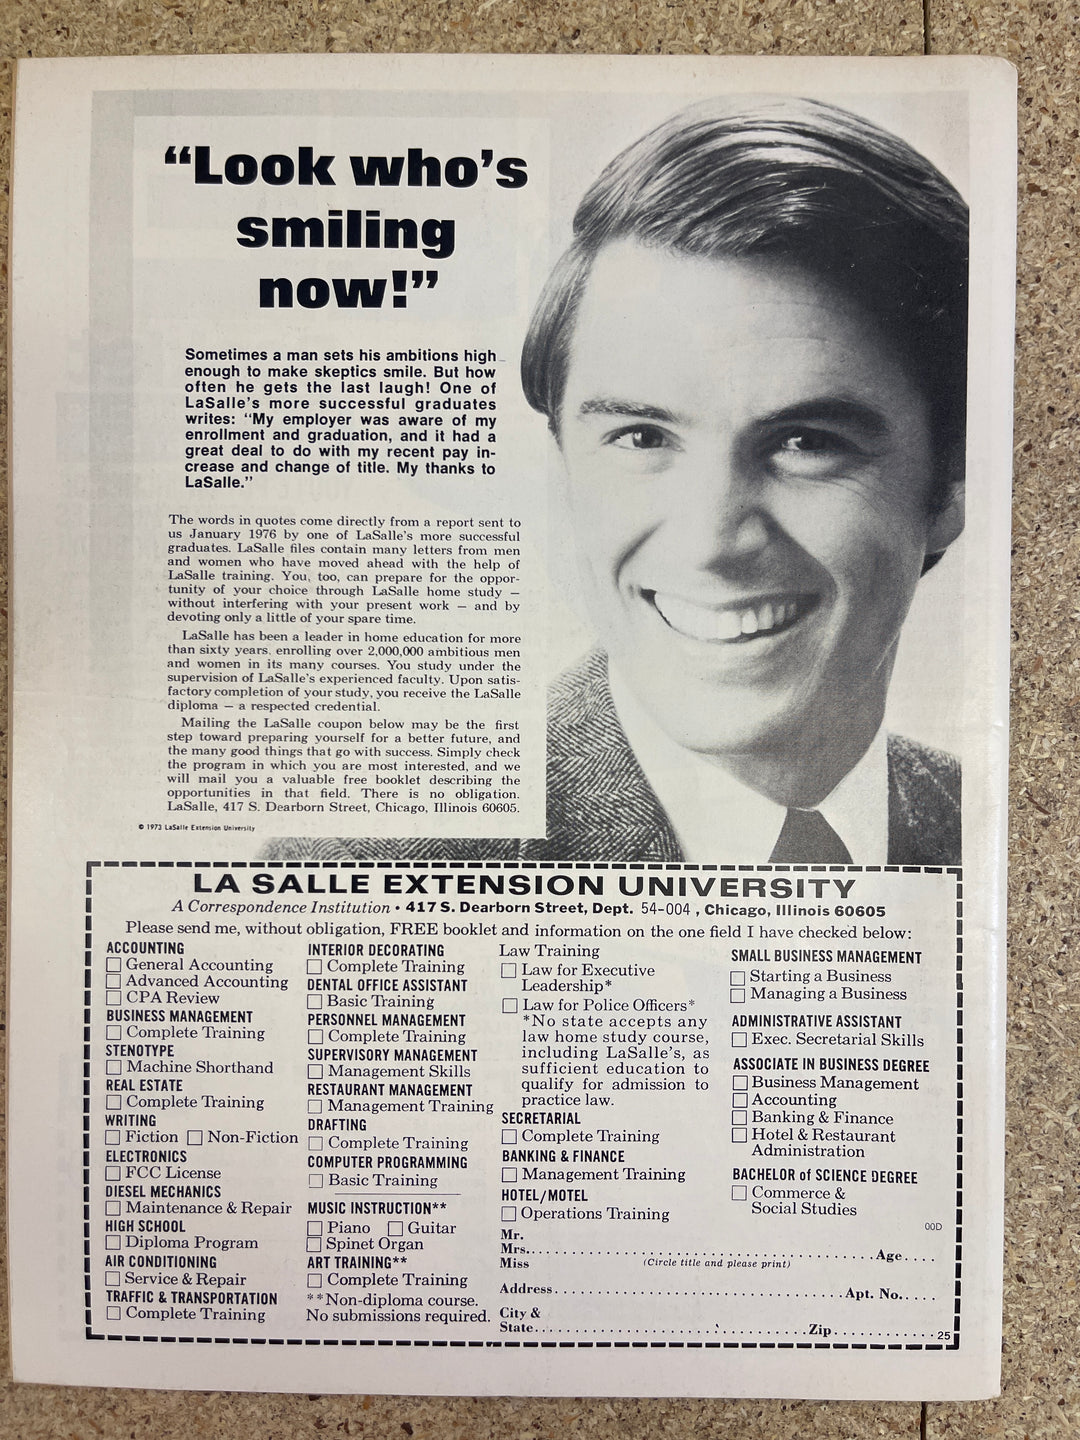 “Look who’s
smiling
now!”
Sometimes a man sets his ambitions high
enough to make skeptics smile. But how
often he gets the last laugh! One of
LaSalle’s more successful graduates
writes: “My employer was aware of my
enrollment and graduation, and it had a
great deal to do with my recent pay in-
crease and change of title. My thanks to
LaSalle.”
The words in quotes come directly from a report sent to
us January 1976 by one of LaSalle’s more successful
graduates. LaSalle files contain many letters from men
and women who have moved ahead with the help of
LaSalle training. You, too, can prepare for the oppor-
tunity of your choice through LaSalle home study —
without interfering with your present work — and by
devoting only a little of your spare time.
LaSalle has been a leader in home education for more
than sixty years, enrolling over 2,000,000 ambitious men
and women in its many courses. You study under the
supervision of LaSalle’s experienced faculty. Upon satis-
factory completion of your study, you receive the LaSalle
diploma — a respected credential.
Mailing the LaSalle coupon below may be the first
step toward preparing yourself for a better future, and
the many good things that go with success. Simply check
the program in which you are most interested, and we
will mail you a valuable free booklet describing the
opportunities in that field. There is no obligation.
LaSalle, 417 S. Dearborn Street, Chicago, Illinois 60605.
© 1973 LaSalle Extension University
LA SALLE EXTENSION UNIVERSITY
A Correspondence Institution • 417 S. Dearborn Street, Dept. 54-004, Chicago, Illinois 60605
Please send me, without obligation, FREE booklet and information on the one field I have checked below:
ACCOUNTING
General Accounting
Advanced Accounting
CPA Review
BUSINESS MANAGEMENT
Complete Training
STENOTYPE
Machine Shorthand
REAL ESTATE
Complete Training
WRITING
Fiction Non-Fiction
ELECTRONICS
FCC License
DIESEL MECHANICS
Maintenance & Repair
HIGH SCHOOL
Diploma Program
AIR CONDITIONING
Service & Repair
TRAFFIC & TRANSPORTATION
Complete Training
INTERIOR DECORATING
Complete Training
DENTAL OFFICE ASSISTANT
Basic Training
PERSONNEL MANAGEMENT
Complete Training
SUPERVISORY MANAGEMENT
Management Skills
RESTAURANT MANAGEMENT
Management Training
DRAFTING
Complete Training
COMPUTER PROGRAMMING
Basic Training
MUSIC INSTRUCTION**
Piano Guitar
Spinet Organ
ART TRAINING**
Complete Training
**Non-diploma course.
No submissions required.
Law Training
Law for Executive
Leadership*
Law for Police Officers*
*No state accepts any
law home study course,
including LaSalle’s, as
sufficient education to
qualify for admission to
practice law.
SECRETARIAL
Complete Training
BANKING & FINANCE
Management Training
HOTEL/MOTEL
Operations Training
SMALL BUSINESS MANAGEMENT
Starting a Business
Managing a Business
ADMINISTRATIVE ASSISTANT
Exec. Secretarial Skills
ASSOCIATE IN BUSINESS DEGREE
Business Management
Accounting
Banking & Finance
Hotel & Restaurant
Administration
BACHELOR of SCIENCE DEGREE
Commerce &
Social Studies
00D
Mr.
Mrs. Age
Miss (Circle title and please print)
Address Apt. No.
City &
State Zip 25